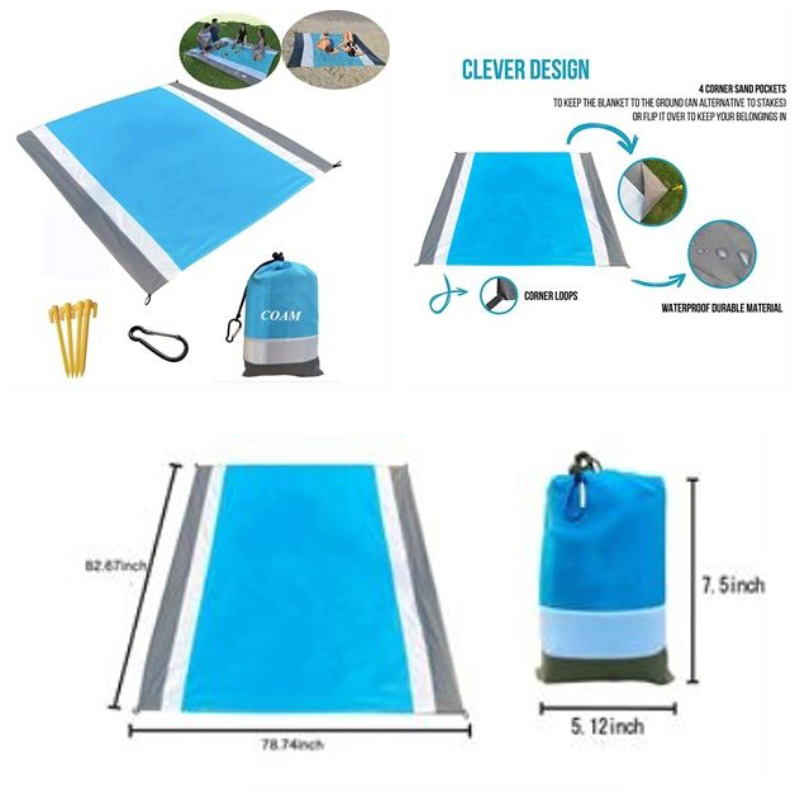 COAM
CLEVER DESIGN
4 CORNER SAND POCKETS
TO KEEP THE BLANKET TO THE GROUND (AN ALTERNATIVE TO STAKES)
OR FLIP IT OVER TO KEEP YOUR BELONGINGS IN
CORNER LOOPS
WATERPROOF DURABLE MATERIAL
82.67inch
78.74inch
7.5inch
5.12inch